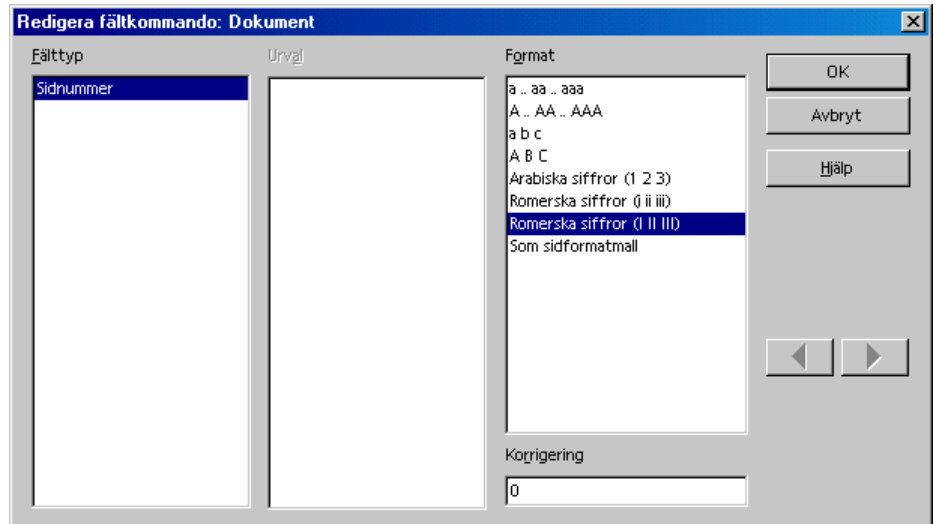 Redigera fältkommando: Dokument
Fälttyp
Urval
Format
Sidnummer
a .. aa .. aaa
A .. AA .. AAA
a b c
A B C
Arabiska siffror (1 2 3)
Romerska siffror (i ii iii)
Romerska siffror (I II III)
Som sidformatmall
OK
Avbryt
Hjälp
Korrigering
0